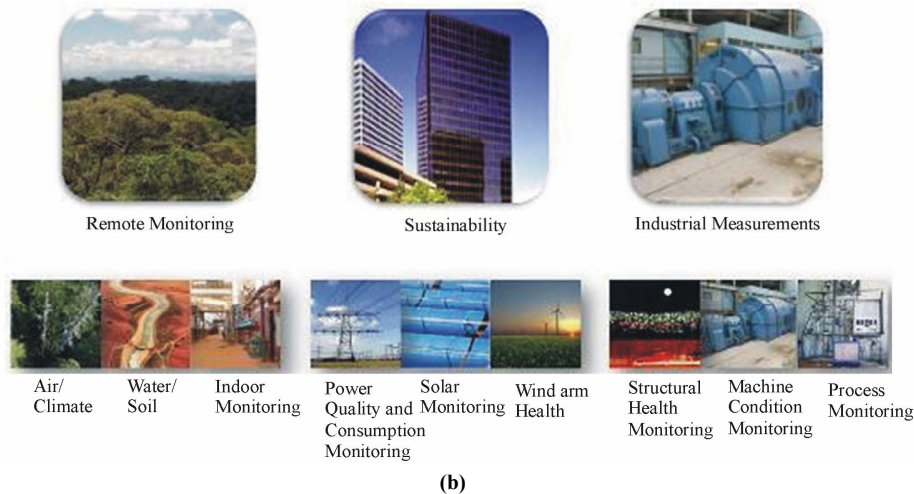 Remote Monitoring
Sustainability
Industrial Measurements
Air/
Climate
Water/
Soil
Indoor
Monitoring
Power
Quality and
Consumption
Monitoring
Solar
Monitoring
Wind arm
Health
Structural
Health
Monitoring
Machine
Condition
Monitoring
Process
Monitoring
(b)